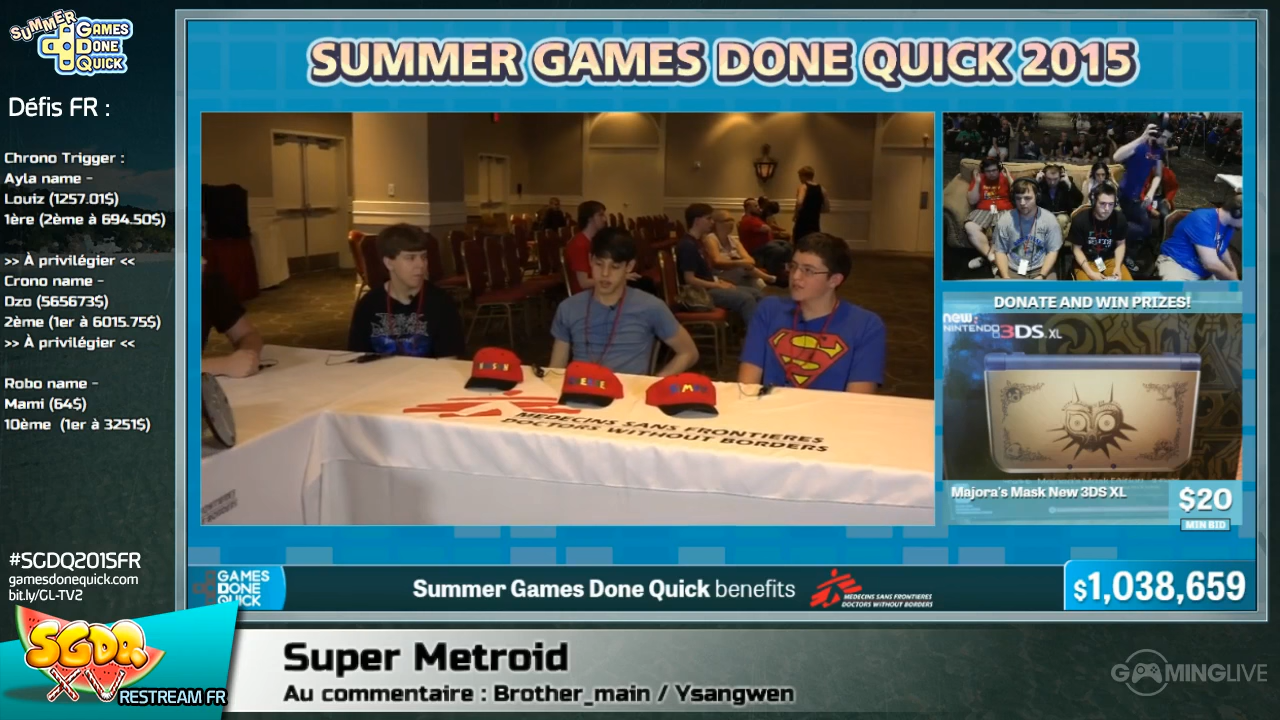 SUMMER
GAMES
DONE
QUICK
Défis FR :
Chrono Trigger :
Ayla name -
Louiz (1257.01$)
1ère (2ème à 694.50$)
>> À privilégier <<
Crono name -
Dzo (565673$)
2ème (1er à 6015.75$)
>> À privilégier <<
Robo name -
Mami (64$)
10ème (1er à 3251$)
#SGDQ2015FR
gamesdonequick.com
bit.ly/GL-TV2
SGDQ
XV
RESTREAM FR
SUMMER GAMES DONE QUICK 2015
MEDECINS SANS FRONTIERES
DOCTORS WITHOUT BORDERS
DONATE AND WIN PRIZES!
new
NINTENDO 3DS XL
Majora's Mask New 3DS XL
$20
MIN BID
GAMES
DONE
QUICK
Summer Games Done Quick benefits
MEDECINS SANS FRONTIERES
DOCTORS WITHOUT BORDERS
$1,038,659
Super Metroid
Au commentaire : Brother_main / Ysangwen
GAMINGLIVE